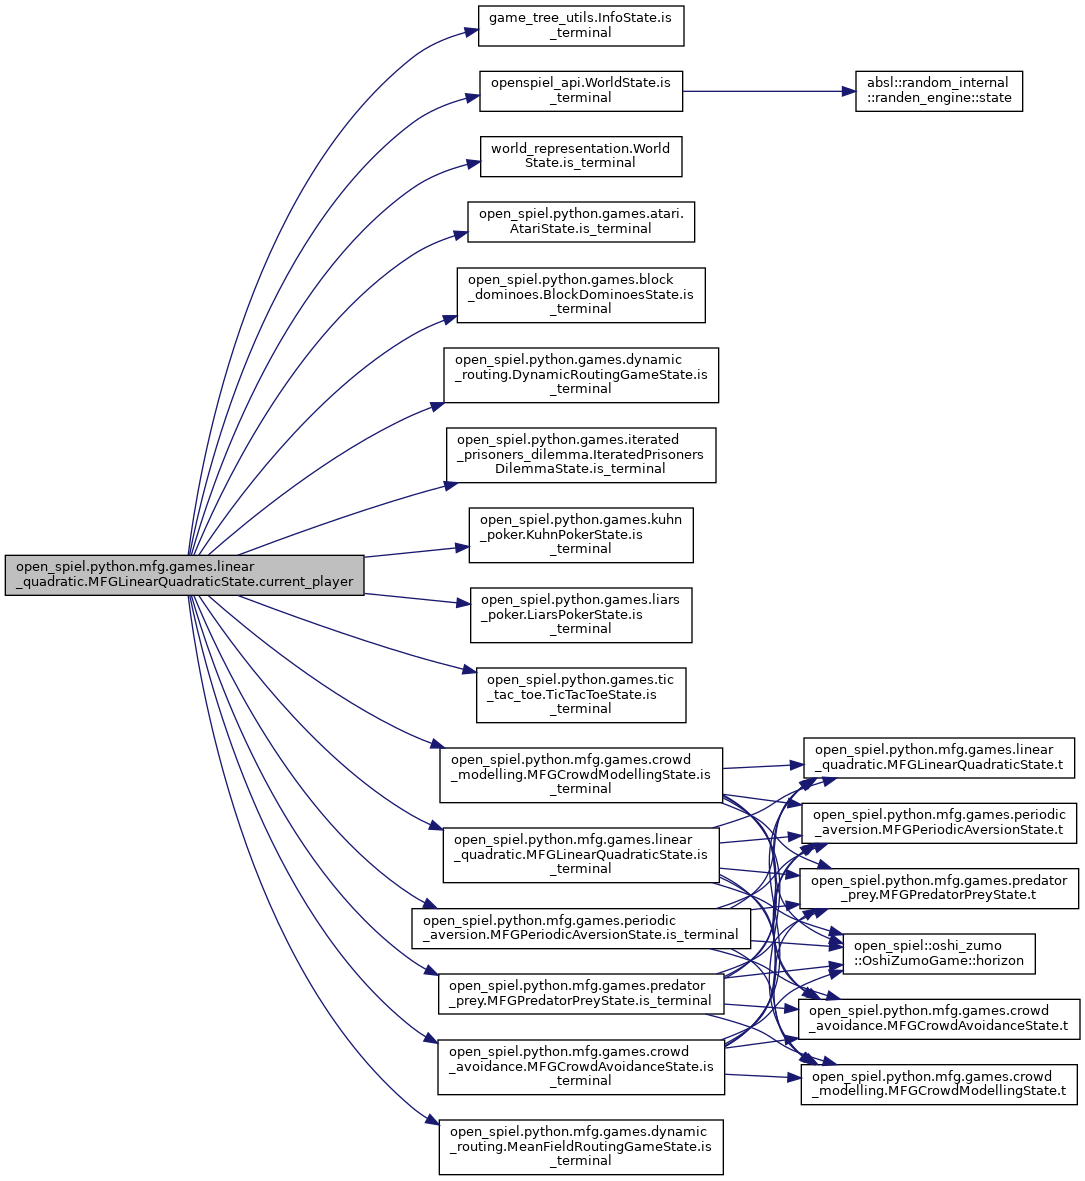 game_tree_utils.InfoState.is
_terminal
openspiel_api.WorldState.is
_terminal
absl::random_internal
::randen_engine::state
world_representation.World
State.is_terminal
open_spiel.python.games.atari.
AtariState.is_terminal
open_spiel.python.games.block
_dominoes.BlockDominoesState.is
_terminal
open_spiel.python.games.dynamic
_routing.DynamicRoutingGameState.is
_terminal
open_spiel.python.games.iterated
_prisoners_dilemma.IteratedPrisoners
DilemmaState.is_terminal
open_spiel.python.games.kuhn
_poker.KuhnPokerState.is
_terminal
open_spiel.python.mfg.games.linear
_quadratic.MFGLinearQuadraticState.current_player
open_spiel.python.games.liars
_poker.LiarsPokerState.is
_terminal
open_spiel.python.games.tic
_tac_toe.TicTacToeState.is
_terminal
open_spiel.python.mfg.games.crowd
_modelling.MFGCrowdModellingState.is
_terminal
open_spiel.python.mfg.games.linear
_quadratic.MFGLinearQuadraticState.is
_terminal
open_spiel.python.mfg.games.periodic
_aversion.MFGPeriodicAversionState.is_terminal
open_spiel.python.mfg.games.predator
_prey.MFGPredatorPreyState.is_terminal
open_spiel.python.mfg.games.crowd
_avoidance.MFGCrowdAvoidanceState.is
_terminal
open_spiel.python.mfg.games.dynamic
_routing.MeanFieldRoutingGameState.is
_terminal
open_spiel.python.mfg.games.linear
_quadratic.MFGLinearQuadraticState.t
open_spiel.python.mfg.games.periodic
_aversion.MFGPeriodicAversionState.t
open_spiel.python.mfg.games.predator
_prey.MFGPredatorPreyState.t
open_spiel::oshi_zumo
::OshiZumoGame::horizon
open_spiel.python.mfg.games.crowd
_avoidance.MFGCrowdAvoidanceState.t
open_spiel.python.mfg.games.crowd
_modelling.MFGCrowdModellingState.t